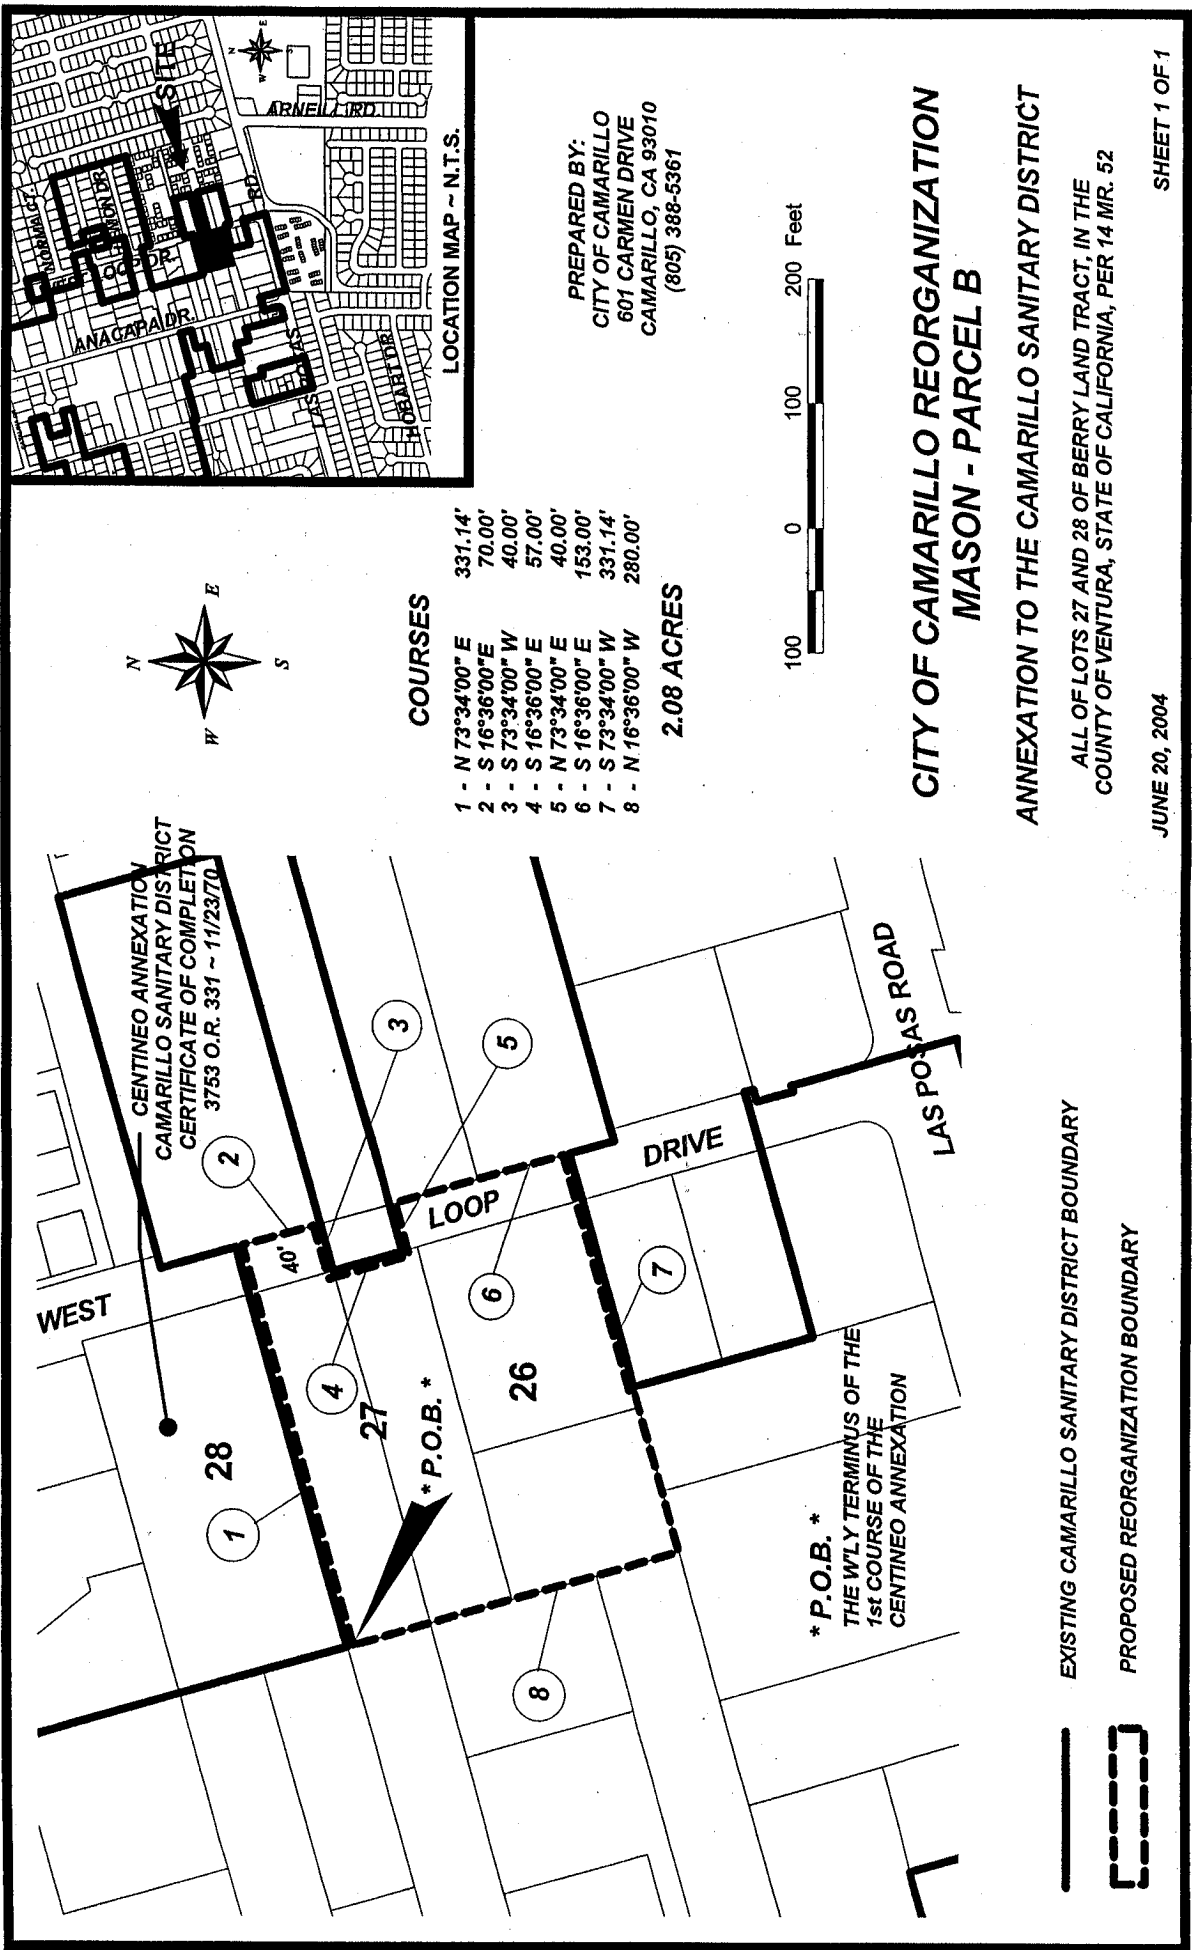 CENTINEO ANNEXATION
CAMARILLO SANITARY DISTRICT
CERTIFICATE OF COMPLETION
3753 O.R. 331 ~ 11/23/70
WEST
LOOP
DRIVE
LAS POSAS ROAD
28
27
26
40'
1
2
3
4
5
6
7
8
* P.O.B. *
* P.O.B. *
THE W'LY TERMINUS OF THE
1st COURSE OF THE
CENTINEO ANNEXATION
EXISTING CAMARILLO SANITARY DISTRICT BOUNDARY
PROPOSED REORGANIZATION BOUNDARY
N
W
E
S
COURSES
1 - N 73°34'00" E 331.14'
2 - S 16°36'00"E 70.00'
3 - S 73°34'00" W 40.00'
4 - S 16°36'00" E 57.00'
5 - N 73°34'00" E 40.00'
6 - S 16°36'00" E 153.00'
7 - S 73°34'00" W 331.14'
8 - N 16°36'00" W 280.00'
2.08 ACRES
NORMA CT.
LOOP DR.
ANACAPA DR.
SITE
N
W
E
S
ARNEILL RD.
RD.
LAS POSAS
HOBART DR.
LOCATION MAP ~ N.T.S.
PREPARED BY:
CITY OF CAMARILLO
601 CARMEN DRIVE
CAMARILLO, CA 93010
(805) 388-5361
100 0 100 200 Feet
CITY OF CAMARILLO REORGANIZATION
MASON - PARCEL B
ANNEXATION TO THE CAMARILLO SANITARY DISTRICT
ALL OF LOTS 27 AND 28 OF BERRY LAND TRACT, IN THE
COUNTY OF VENTURA, STATE OF CALIFORNIA, PER 14 MR. 52
JUNE 20, 2004
SHEET 1 OF 1